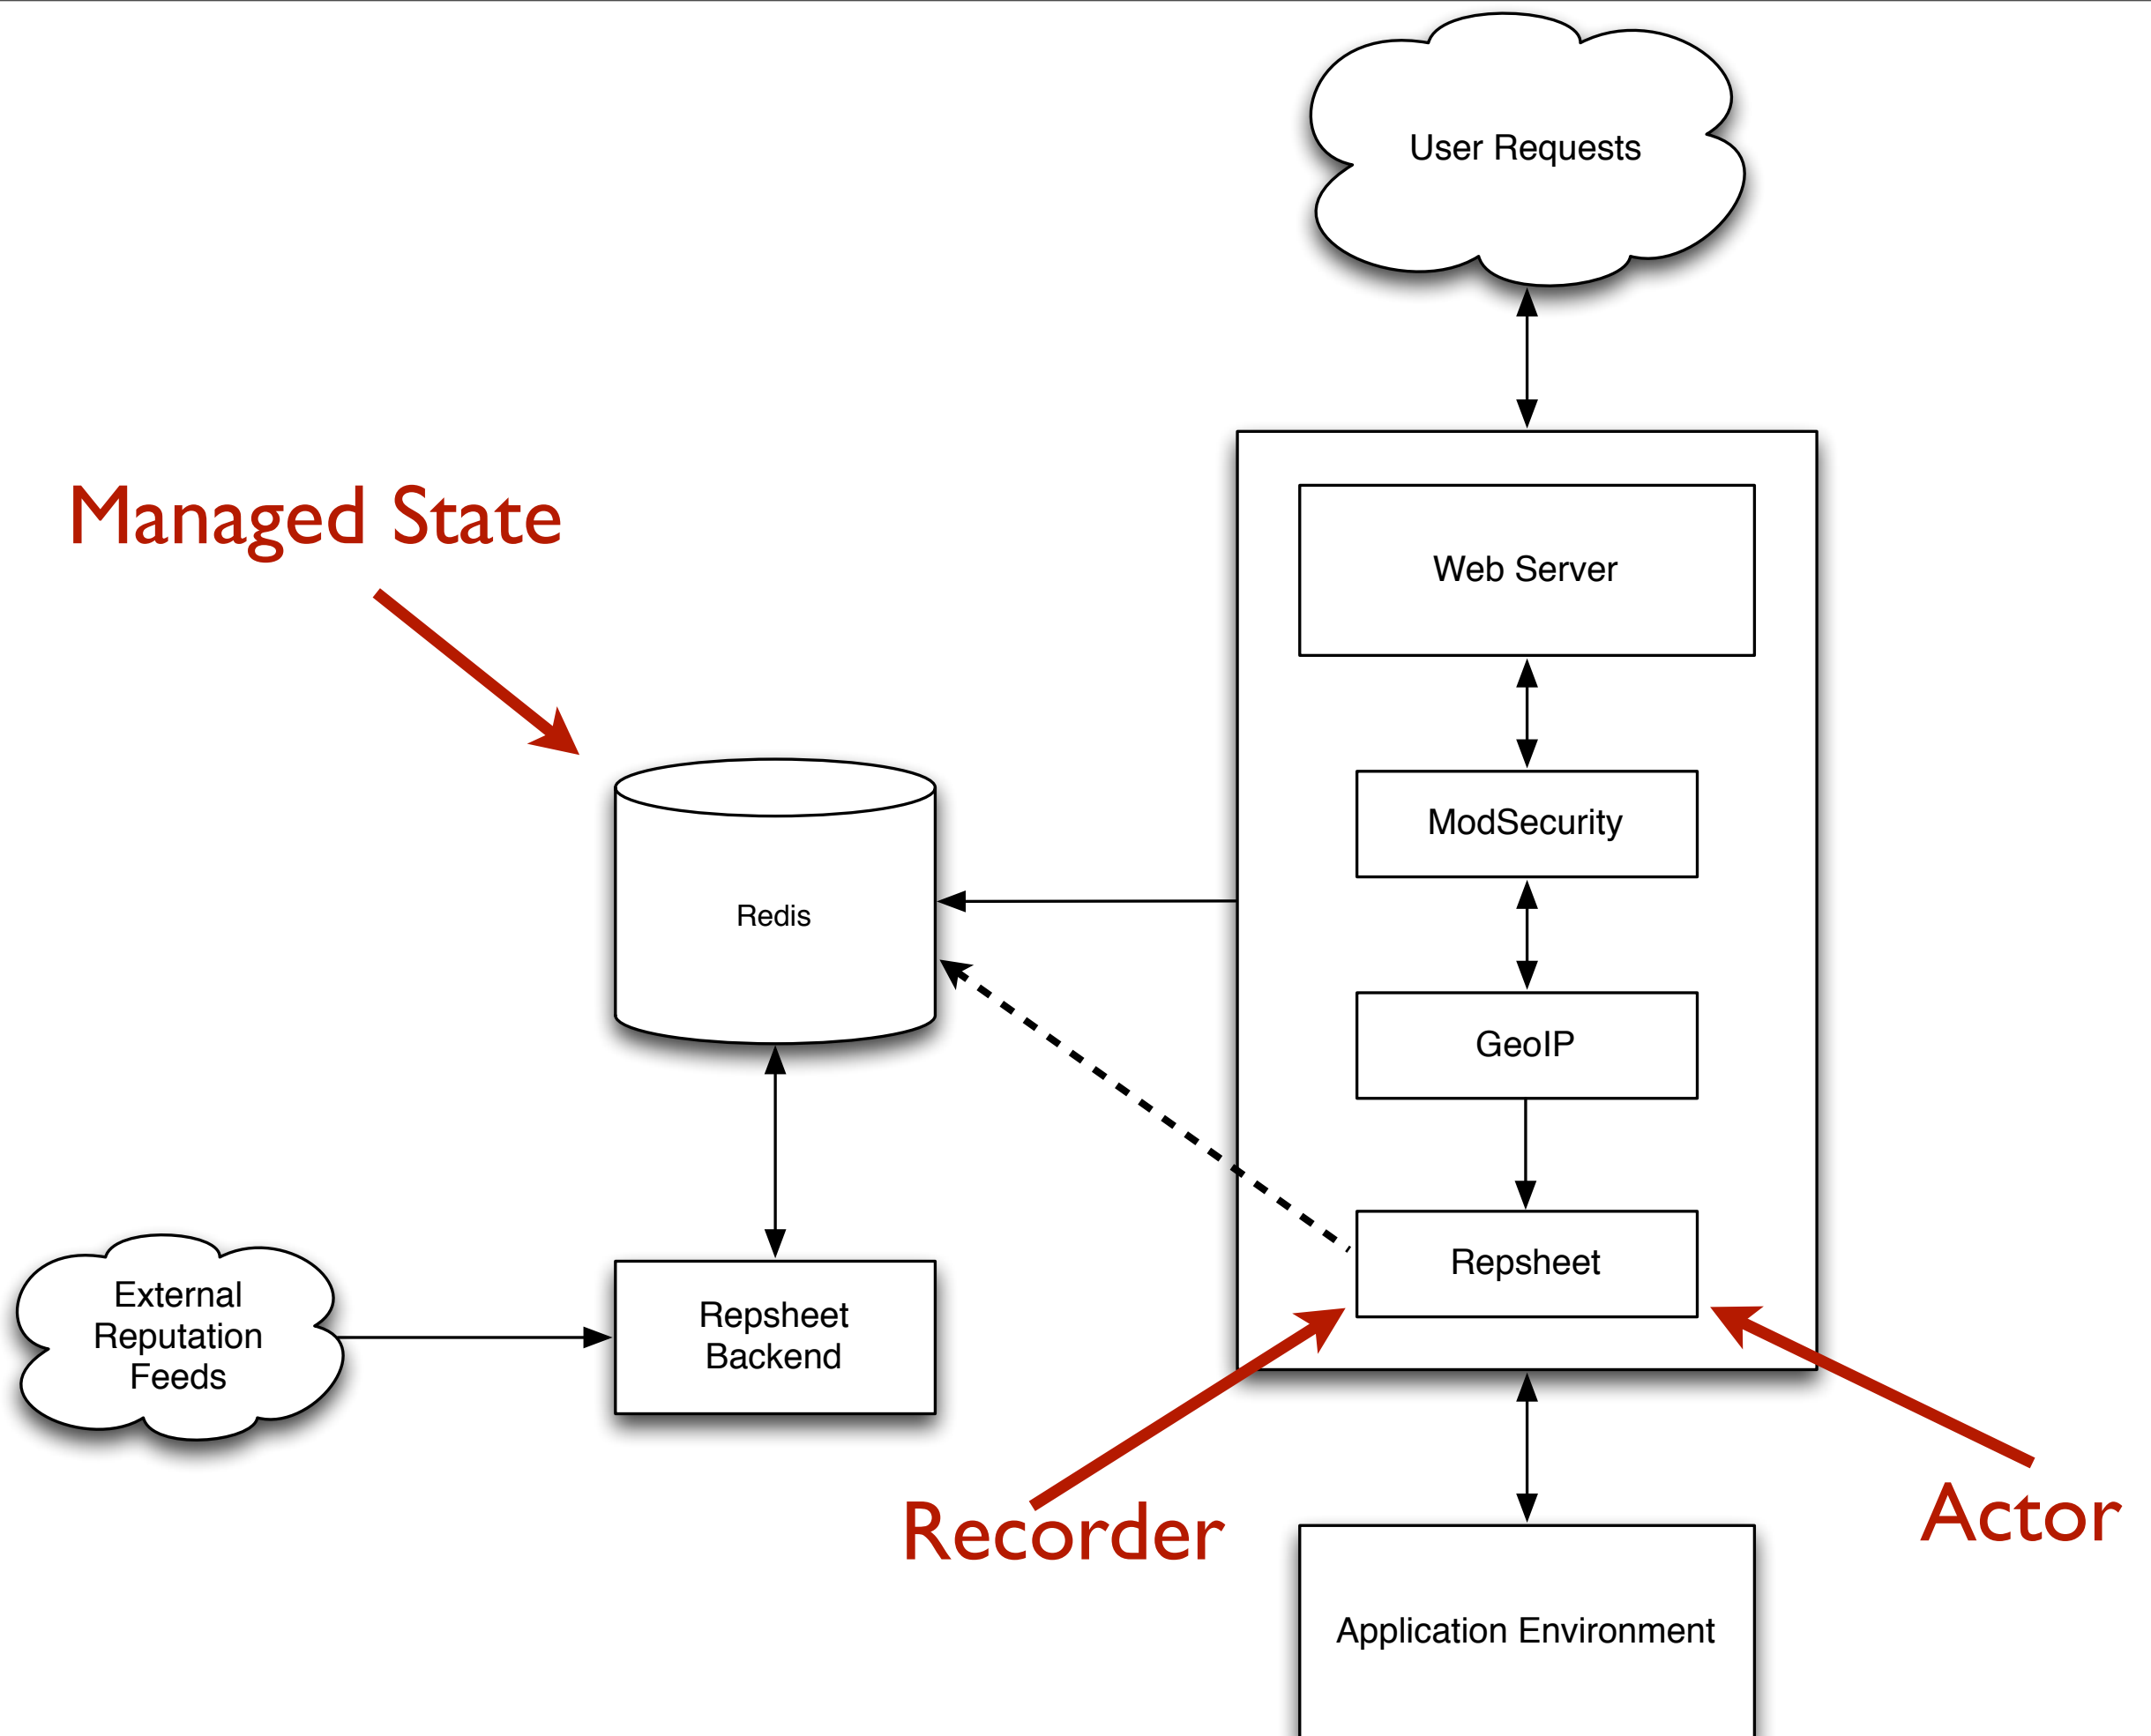 User Requests
Managed State
Web Server
ModSecurity
Redis
GeoIP
Repsheet
External
Reputation
Feeds
Repsheet
Backend
Recorder
Actor
Application Environment